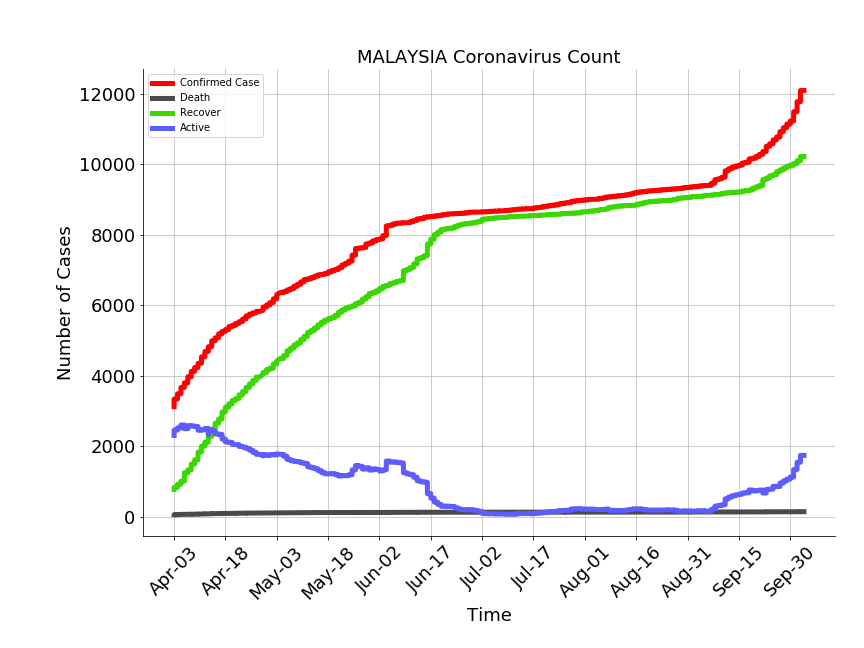 MALAYSIA Coronavirus Count
Confirmed Case
Death
Recover
Active
Number of Cases
12000
10000
8000
6000
4000
2000
0
Apr-03
Apr-18
May-03
May-18
Jun-02
Jun-17
Jul-02
Jul-17
Aug-01
Aug-16
Aug-31
Sep-15
Sep-30
Time